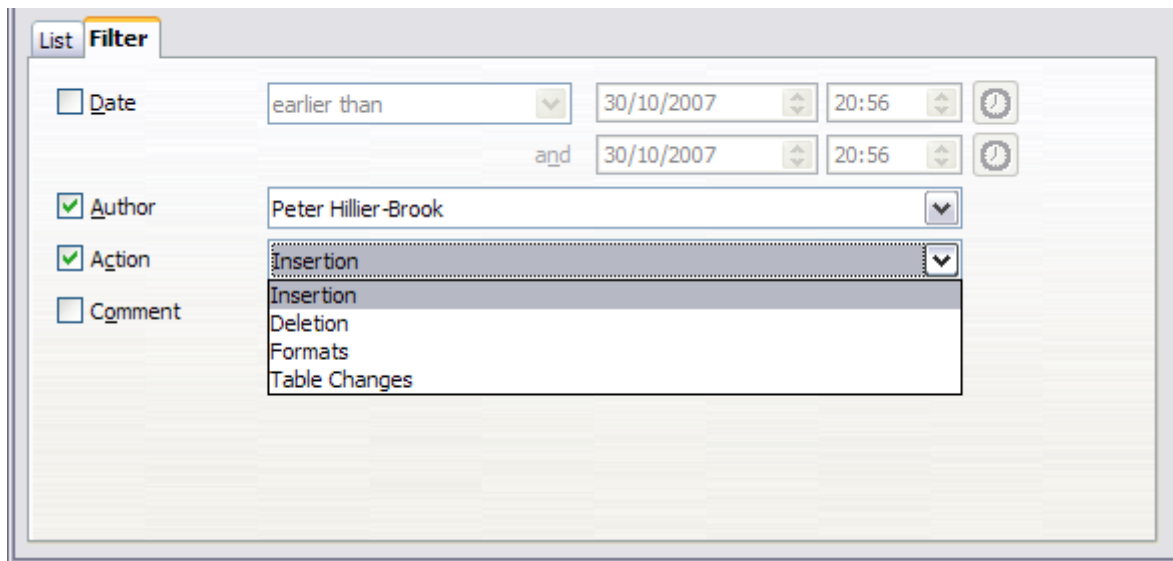 List Filter
Date earlier than 30/10/2007 20:56
and 30/10/2007 20:56
Author Peter Hillier-Brook
Action Insertion
Insertion
Comment
Deletion
Formats
Table Changes